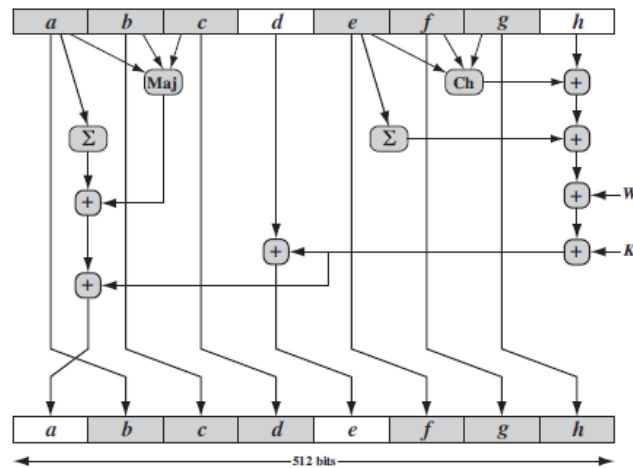 a b c d e f g h
Maj Ch +
Σ Σ +
+ + W
+ + K
+
a b c d e f g h
512 bits